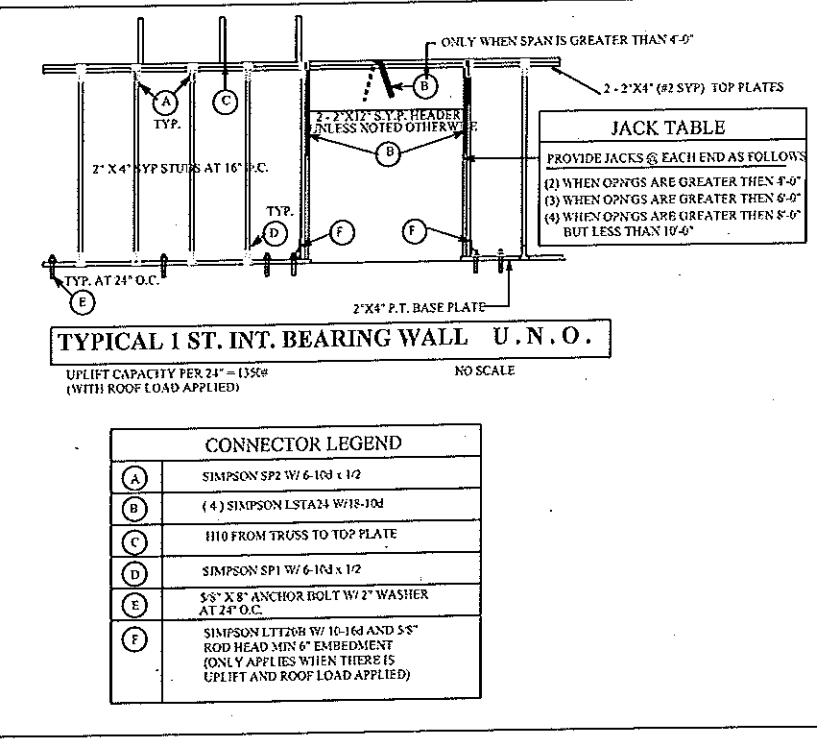 ONLY WHEN SPAN IS GREATER THAN 4'-0"
A
TYP.
C
B
2 - 2"X4" (#2 SYP) TOP PLATES
2 - 2"X12" S.Y.P. HEADER
UNLESS NOTED OTHERWISE
B
2" X 4" SYP STUDS AT 16" O.C.
TYP.
D
F
F
TYP. AT 24" O.C.
E
2"X4" P.T. BASE PLATE
JACK TABLE
PROVIDE JACKS @ EACH END AS FOLLOWS
(2) WHEN OPN'GS ARE GREATER THEN 4'-0"
(3) WHEN OPN'GS ARE GREATER THEN 6'-0"
(4) WHEN OPN'GS ARE GREATER THEN 8'-0"
BUT LESS THAN 10'-0"
TYPICAL 1 ST. INT. BEARING WALL U.N.O.
UPLIFT CAPACITY PER 24" = 1350#
(WITH ROOF LOAD APPLIED)
NO SCALE
CONNECTOR LEGEND
A SIMPSON SP2 W/ 6-10d x 1/2
B ( 4 ) SIMPSON LSTA24 W/18-10d
C H10 FROM TRUSS TO TOP PLATE
D SIMPSON SP1 W/ 6-10d x 1/2
E 5/8" X 8" ANCHOR BOLT W/ 2" WASHER
AT 24" O.C.
F SIMPSON LTT20B W/ 10-16d AND 5/8"
ROD HEAD MIN 6" EMBEDMENT
(ONLY APPLIES WHEN THERE IS
UPLIFT AND ROOF LOAD APPLIED)